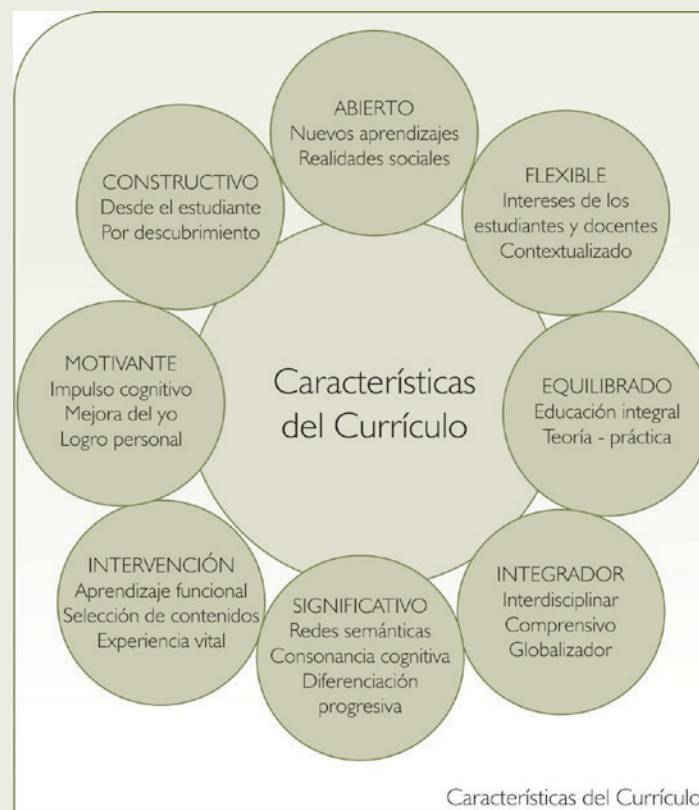 ABIERTO
Nuevos aprendizajes
Realidades sociales
FLEXIBLE
Intereses de los
estudiantes y docentes
Contextualizado
EQUILIBRADO
Educación integral
Teoría - práctica
INTEGRADOR
Interdisciplinar
Comprensivo
Globalizador
SIGNIFICATIVO
Redes semánticas
Consonancia cognitiva
Diferenciación
progresiva
INTERVENCIÓN
Aprendizaje funcional
Selección de contenidos
Experiencia vital
MOTIVANTE
Impulso cognitivo
Mejora del yo
Logro personal
CONSTRUCTIVO
Desde el estudiante
Por descubrimiento
Características
del Currículo
Características del Currículo